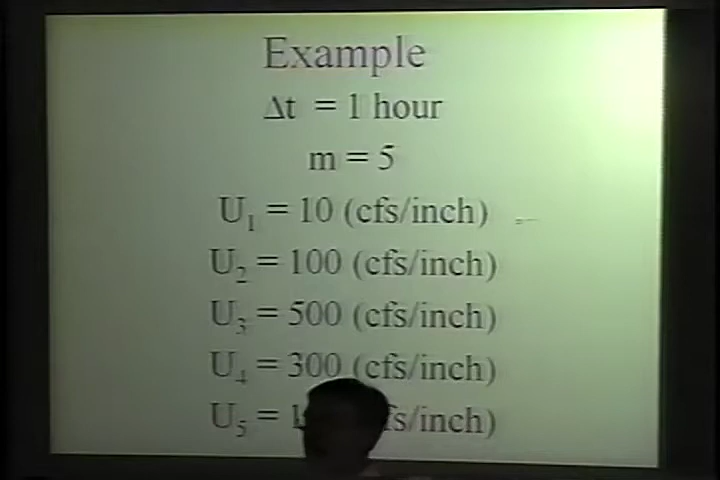 Example
Δt = 1 hour
m = 5
U1 = 10 (cfs/inch)
U2 = 100 (cfs/inch)
U3 = 500 (cfs/inch)
U4 = 300 (cfs/inch)
U5 = fs/inch)